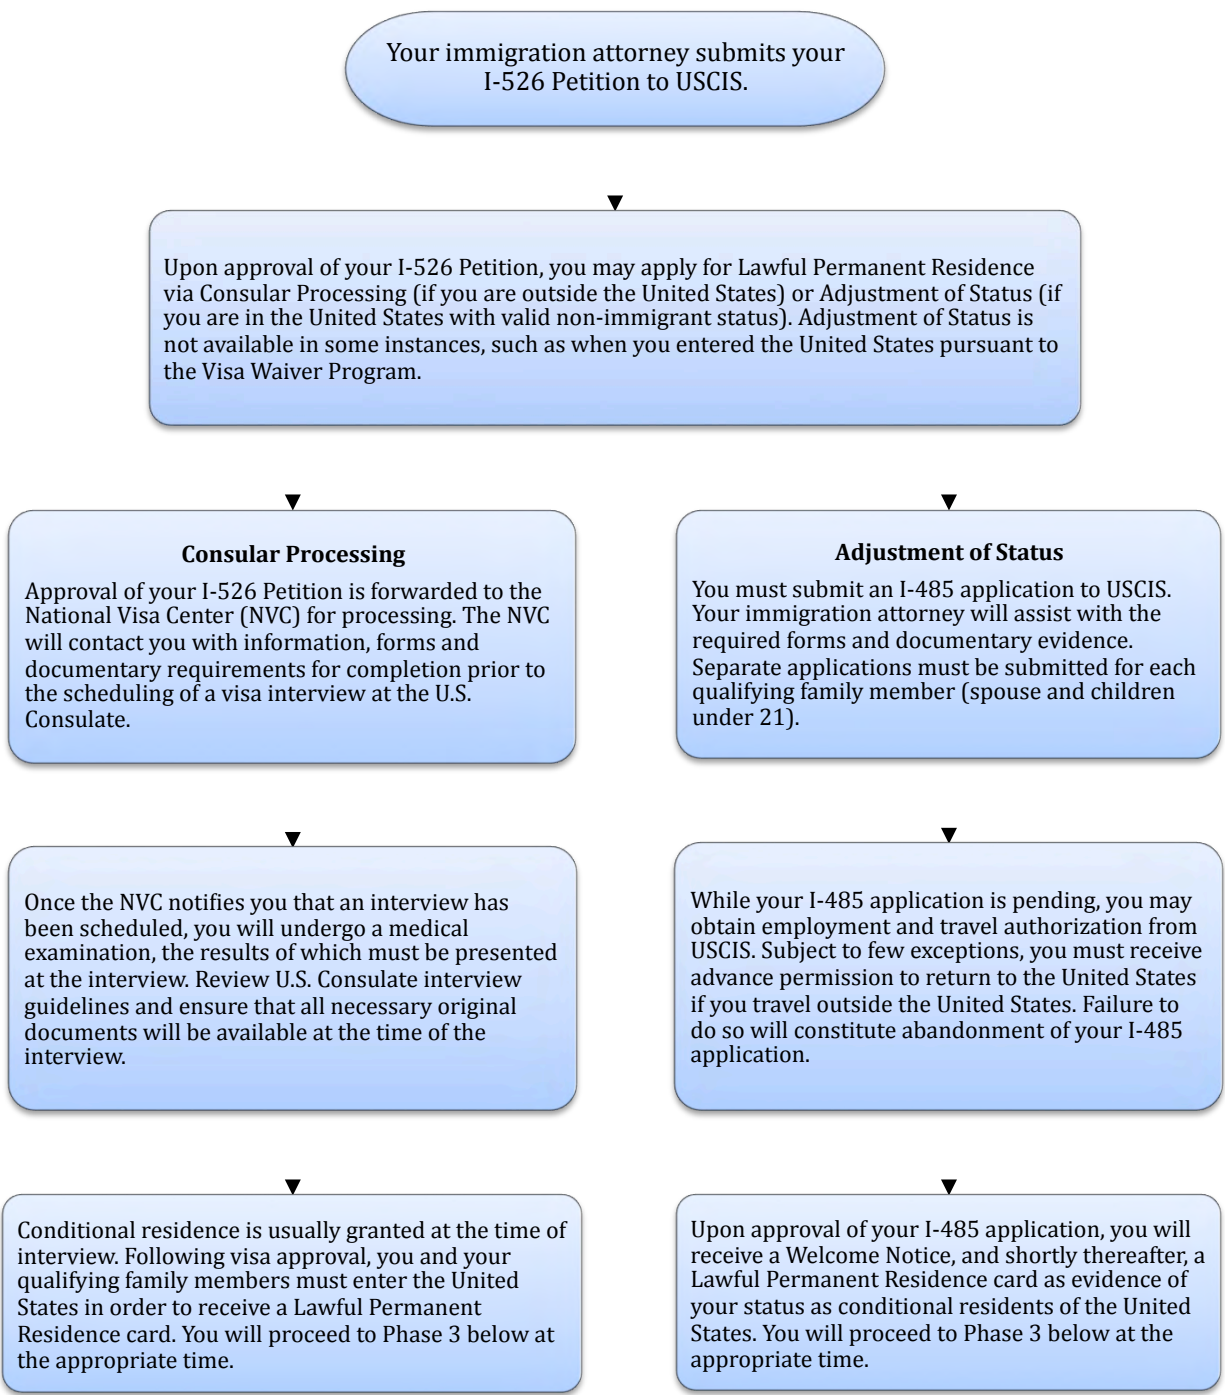 Your immigration attorney submits your
I-526 Petition to USCIS.
Upon approval of your I-526 Petition, you may apply for Lawful Permanent Residence
via Consular Processing (if you are outside the United States) or Adjustment of Status (if
you are in the United States with valid non-immigrant status). Adjustment of Status is
not available in some instances, such as when you entered the United States pursuant to
the Visa Waiver Program.
Consular Processing
Approval of your I-526 Petition is forwarded to the
National Visa Center (NVC) for processing. The NVC
will contact you with information, forms and
documentary requirements for completion prior to
the scheduling of a visa interview at the U.S.
Consulate.
Adjustment of Status
You must submit an I-485 application to USCIS.
Your immigration attorney will assist with the
required forms and documentary evidence.
Separate applications must be submitted for each
qualifying family member (spouse and children
under 21).
Once the NVC notifies you that an interview has
been scheduled, you will undergo a medical
examination, the results of which must be presented
at the interview. Review U.S. Consulate interview
guidelines and ensure that all necessary original
documents will be available at the time of the
interview.
While your I-485 application is pending, you may
obtain employment and travel authorization from
USCIS. Subject to few exceptions, you must receive
advance permission to return to the United States
if you travel outside the United States. Failure to
do so will constitute abandonment of your I-485
application.
Conditional residence is usually granted at the time of
interview. Following visa approval, you and your
qualifying family members must enter the United
States in order to receive a Lawful Permanent
Residence card. You will proceed to Phase 3 below at
the appropriate time.
Upon approval of your I-485 application, you will
receive a Welcome Notice, and shortly thereafter, a
Lawful Permanent Residence card as evidence of
your status as conditional residents of the United
States. You will proceed to Phase 3 below at the
appropriate time.